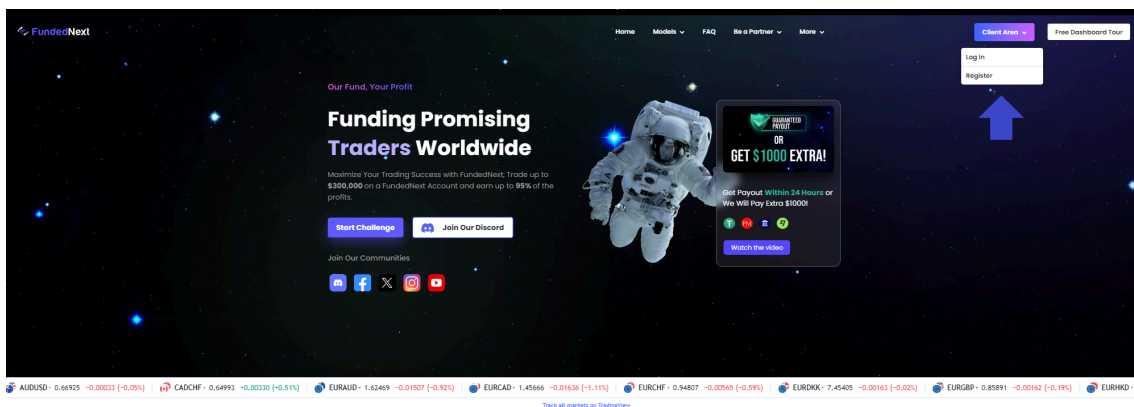 FundedNext
Home Models FAQ Be a Partner More Client Area Free Dashboard Tour
Log In
Register
Our Fund, Your Profit
Funding Promising
Traders Worldwide
Maximize Your Trading Success with FundedNext; Trade up to
$300,000 on a FundedNext Account and earn up to 95% of the
profits.
Start Challenge Join Our Discord
Join Our Communities
GUARANTEED
PAYOUT
OR
GET $1000 EXTRA!
Get Payout Within 24 Hours or
We Will Pay Extra $1000!
PM
Watch the video
AUDUSD • 0.66925 −0.00033 (−0.05%) CADCHF • 0.64993 +0.00330 (+0.51%) EURAUD • 1.62469 −0.01507 (−0.92%) EURCAD • 1.45666 −0.01636 (−1.11%) EURCHF • 0.94807 −0.00565 (−0.59%) EURDKK • 7.45405 −0.00163 (−0.02%) EURGBP • 0.85891 −0.00162 (−0.19%) EURHKD •
Track all markets on TradingView